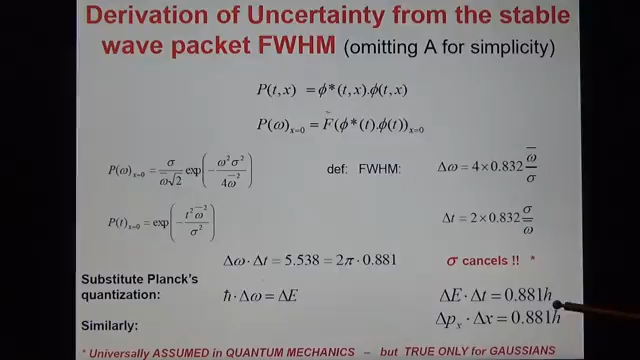 Derivation of Uncertainty from the stable
wave packet FWHM (omitting A for simplicity)
P(t,x) = ϕ*(t,x).ϕ(t,x)
P(ω)ₓ₌₀ = F(ϕ*(t).ϕ(t))ₓ₌₀
P(ω)ₓ₌₀ = σ/(ω̄√2) exp(−ω²σ²/4ω̄²) def: FWHM: Δω = 4×0.832 ω̄/σ
P(t)ₓ₌₀ = exp(−t²ω̄²/σ²) Δt = 2×0.832 σ/ω̄
Δω·Δt = 5.538 = 2π·0.881 σ cancels !! *
Substitute Planck's
quantization: ħ·Δω = ΔE ΔE·Δt = 0.881h
Similarly: Δpₓ·Δx = 0.881h
* Universally ASSUMED in QUANTUM MECHANICS – but TRUE ONLY for GAUSSIANS